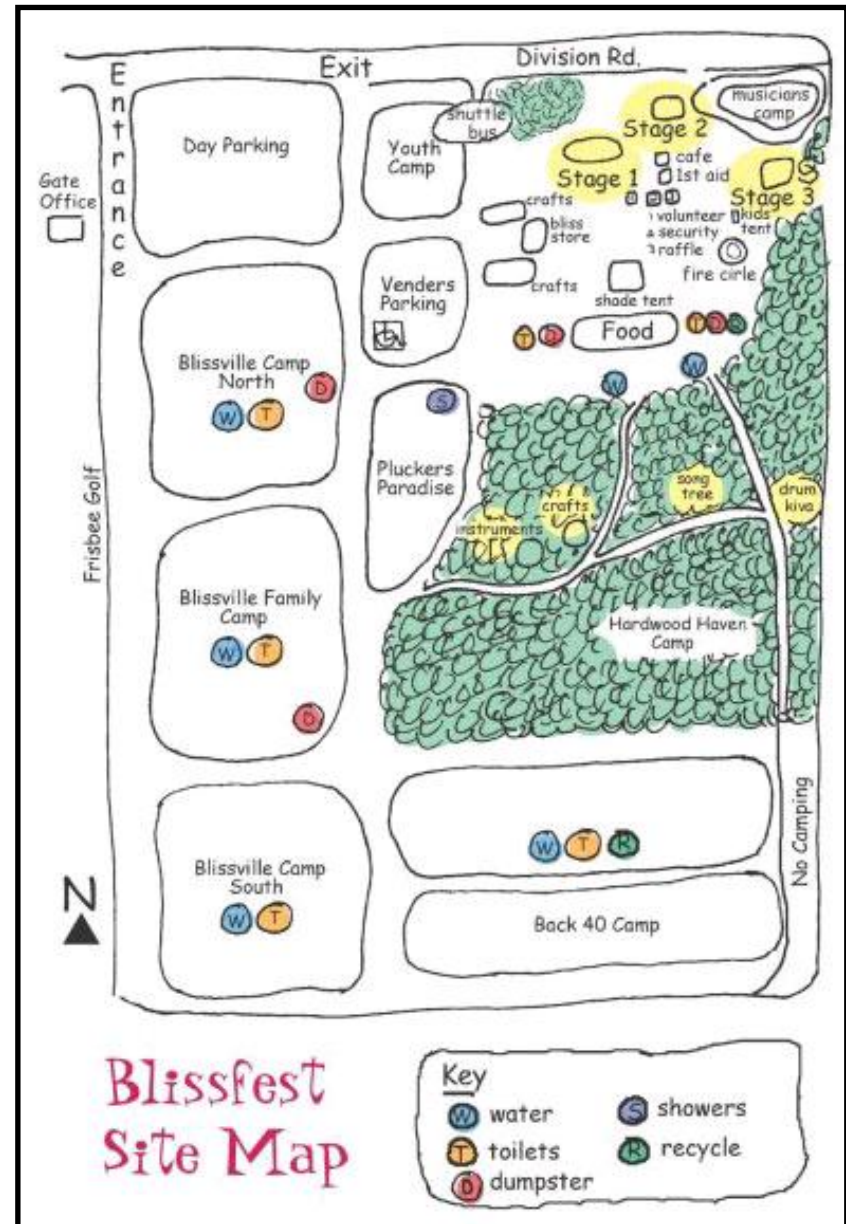 Division Rd.
Exit
Entrance
Gate
Office
Day Parking
Youth
Camp
shuttle
bus
musicians
camp
Stage 2
Stage 1
cafe
1st aid
Stage 3
crafts
bliss
store
crafts
1 volunteer
security
3 raffle
kids
tent
fire cirle
shade tent
Venders
Parking
T
D
Food
T
D
R
W
W
Blissville Camp
North
D
W
T
S
Pluckers
Paradise
song
tree
drum
kiva
crafts
instruments
Frisbee Golf
Blissville Family
Camp
W
T
D
Hardwood Haven
Camp
No Camping
W
T
R
Blissville Camp
South
W
T
Back 40 Camp
N
Blissfest
Site Map
Key
W water
S showers
T toilets
R recycle
D dumpster